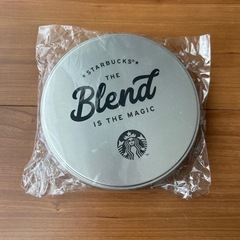 *STARBUCKS*
THE
Blend
IS THE MAGIC